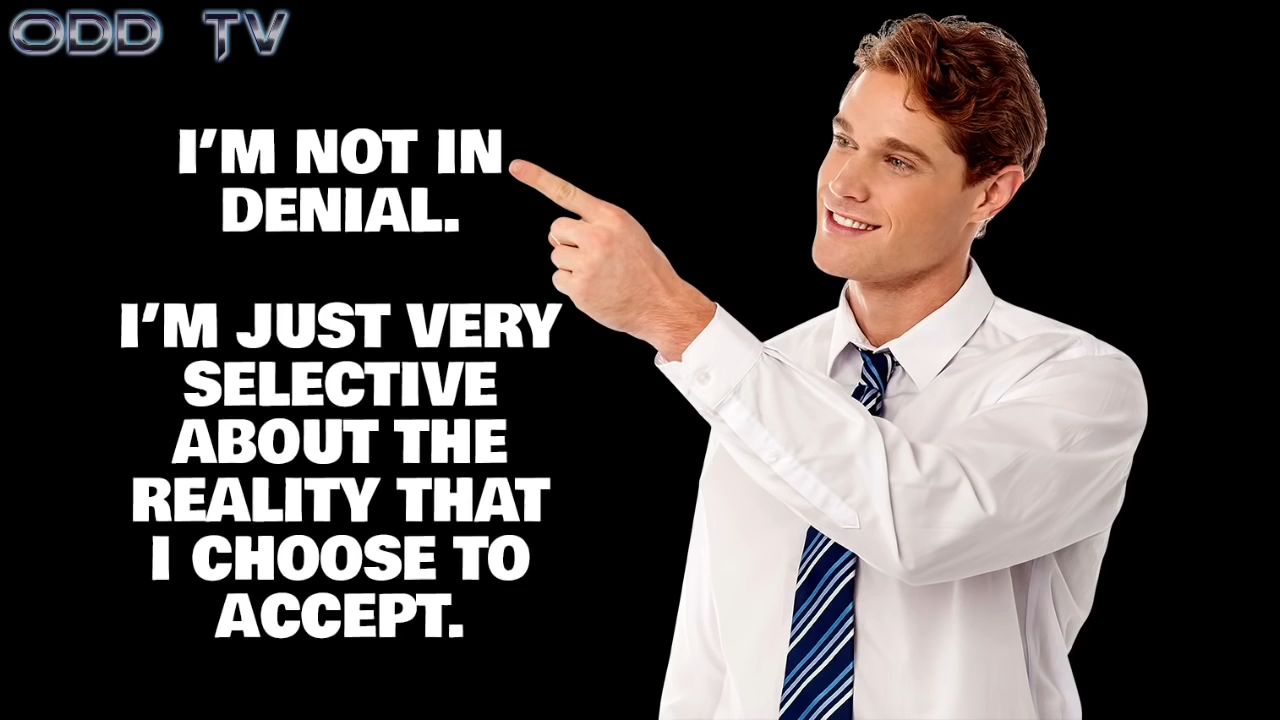 ODD TV
I’M NOT IN
DENIAL.
I’M JUST VERY
SELECTIVE
ABOUT THE
REALITY THAT
I CHOOSE TO
ACCEPT.